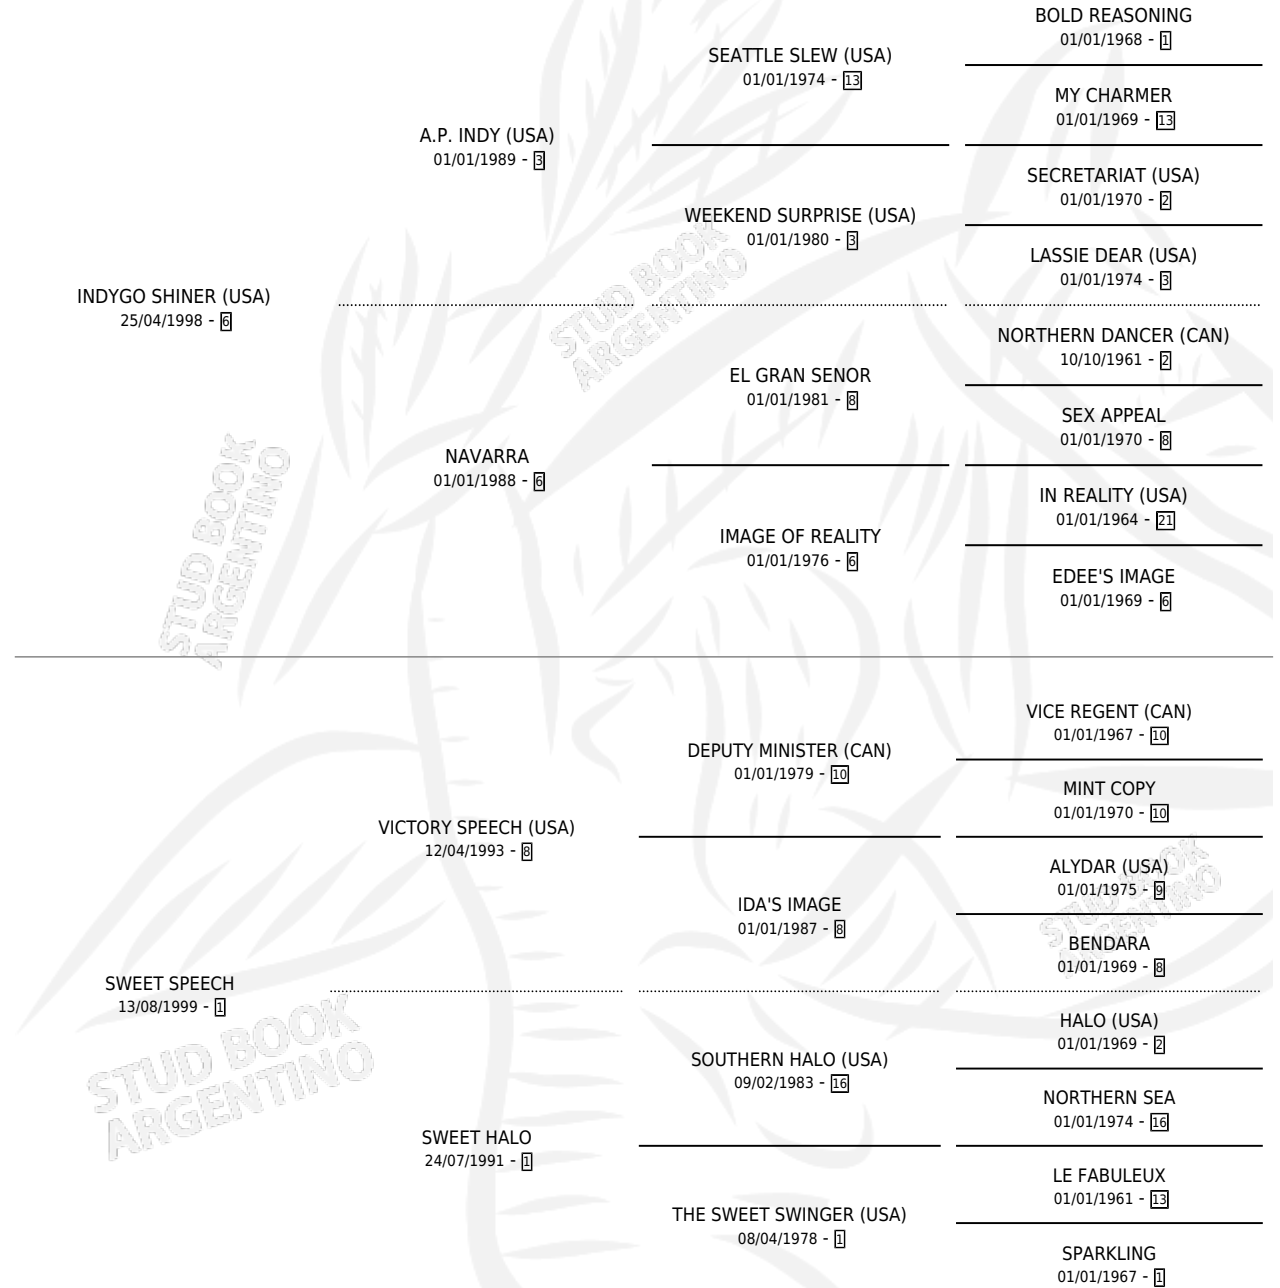 BOLD REASONING
01/01/1968 - 1
SEATTLE SLEW (USA)
01/01/1974 - 13
MY CHARMER
01/01/1969 - 13
A.P. INDY (USA)
01/01/1989 - 3
SECRETARIAT (USA)
01/01/1970 - 2
WEEKEND SURPRISE (USA)
01/01/1980 - 3
LASSIE DEAR (USA)
01/01/1974 - 3
INDYGO SHINER (USA)
25/04/1998 - 6
NORTHERN DANCER (CAN)
10/10/1961 - 2
EL GRAN SENOR
01/01/1981 - 8
SEX APPEAL
01/01/1970 - 8
NAVARRA
01/01/1988 - 6
IN REALITY (USA)
01/01/1964 - 21
IMAGE OF REALITY
01/01/1976 - 6
EDEE'S IMAGE
01/01/1969 - 6
VICE REGENT (CAN)
01/01/1967 - 10
DEPUTY MINISTER (CAN)
01/01/1979 - 10
MINT COPY
01/01/1970 - 10
VICTORY SPEECH (USA)
12/04/1993 - 8
ALYDAR (USA)
01/01/1975 - 9
IDA'S IMAGE
01/01/1987 - 8
BENDARA
01/01/1969 - 8
SWEET SPEECH
13/08/1999 - 1
HALO (USA)
01/01/1969 - 2
SOUTHERN HALO (USA)
09/02/1983 - 16
NORTHERN SEA
01/01/1974 - 16
SWEET HALO
24/07/1991 - 1
LE FABULEUX
01/01/1961 - 13
THE SWEET SWINGER (USA)
08/04/1978 - 1
SPARKLING
01/01/1967 - 1
STUD BOOK
ARGENTINO
STUD BOOK
ARGENTINO
STUD BOOK
ARGENTINO
STUD BOOK
ARGENTINO